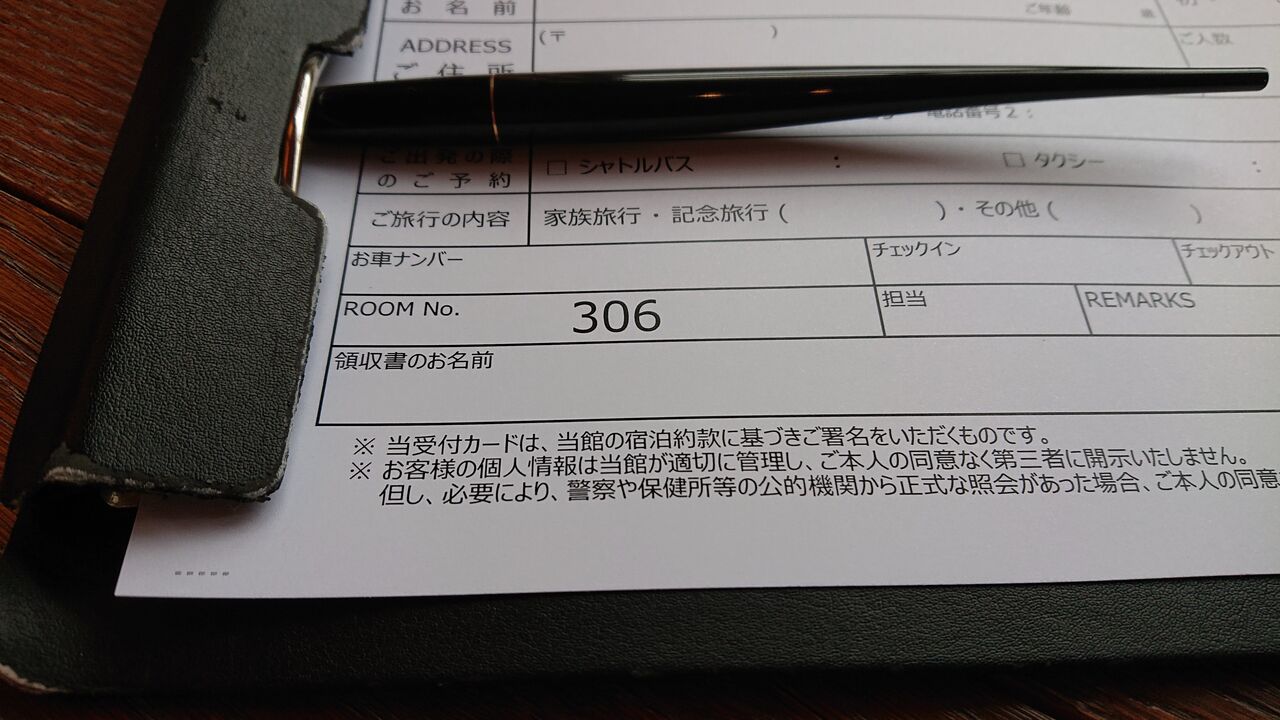 お名前 ご年齢 歳
ADDRESS (〒 )
ご住所 ご人数
電話番号2:
ご出発の際 □ シャトルバス : □ タクシー :
のご予約
ご旅行の内容 家族旅行・記念旅行( )・その他( )
お車ナンバー チェックイン チェックアウト
ROOM No. 306 担当 REMARKS
領収書のお名前
※ 当受付カードは、当館の宿泊約款に基づきご署名をいただくものです。
※ お客様の個人情報は当館が適切に管理し、ご本人の同意なく第三者に開示いたしません。
但し、必要により、警察や保健所等の公的機関から正式な照会があった場合、ご本人の同意